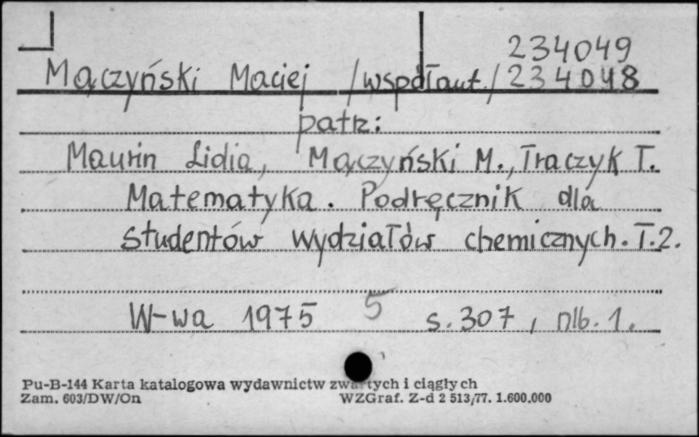 234049
Mączyński Maciej /współaut./ 234048
patrz:
Maurin Lidia, Mączyński M., Traczyk T.
Matematyka. Podręcznik dla
studentów wydziałów chemicznych. T.2.
W-wa 1975 5 s. 307, nlb. 1.
Pu-B-144 Karta katalogowa wydawnictw zwartych i ciągłych
Zam. 603/DW/On WZGraf. Z-d 2 513/77. 1.600.000